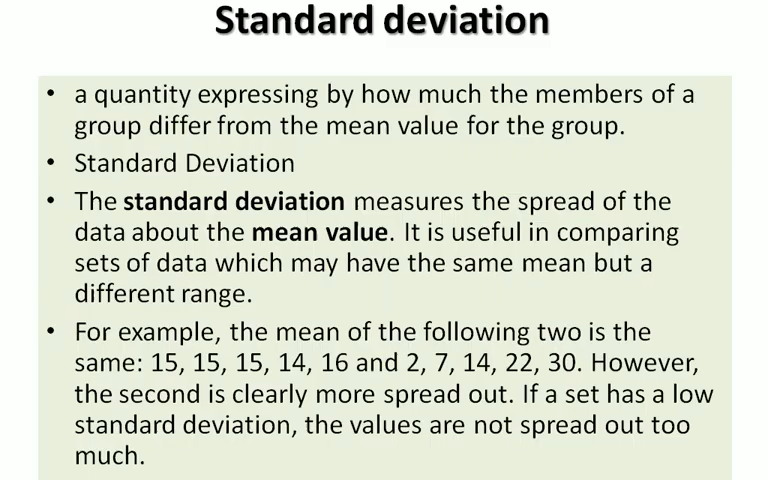 Standard deviation
• a quantity expressing by how much the members of a
group differ from the mean value for the group.
• Standard Deviation
• The standard deviation measures the spread of the
data about the mean value. It is useful in comparing
sets of data which may have the same mean but a
different range.
• For example, the mean of the following two is the
same: 15, 15, 15, 14, 16 and 2, 7, 14, 22, 30. However,
the second is clearly more spread out. If a set has a low
standard deviation, the values are not spread out too
much.